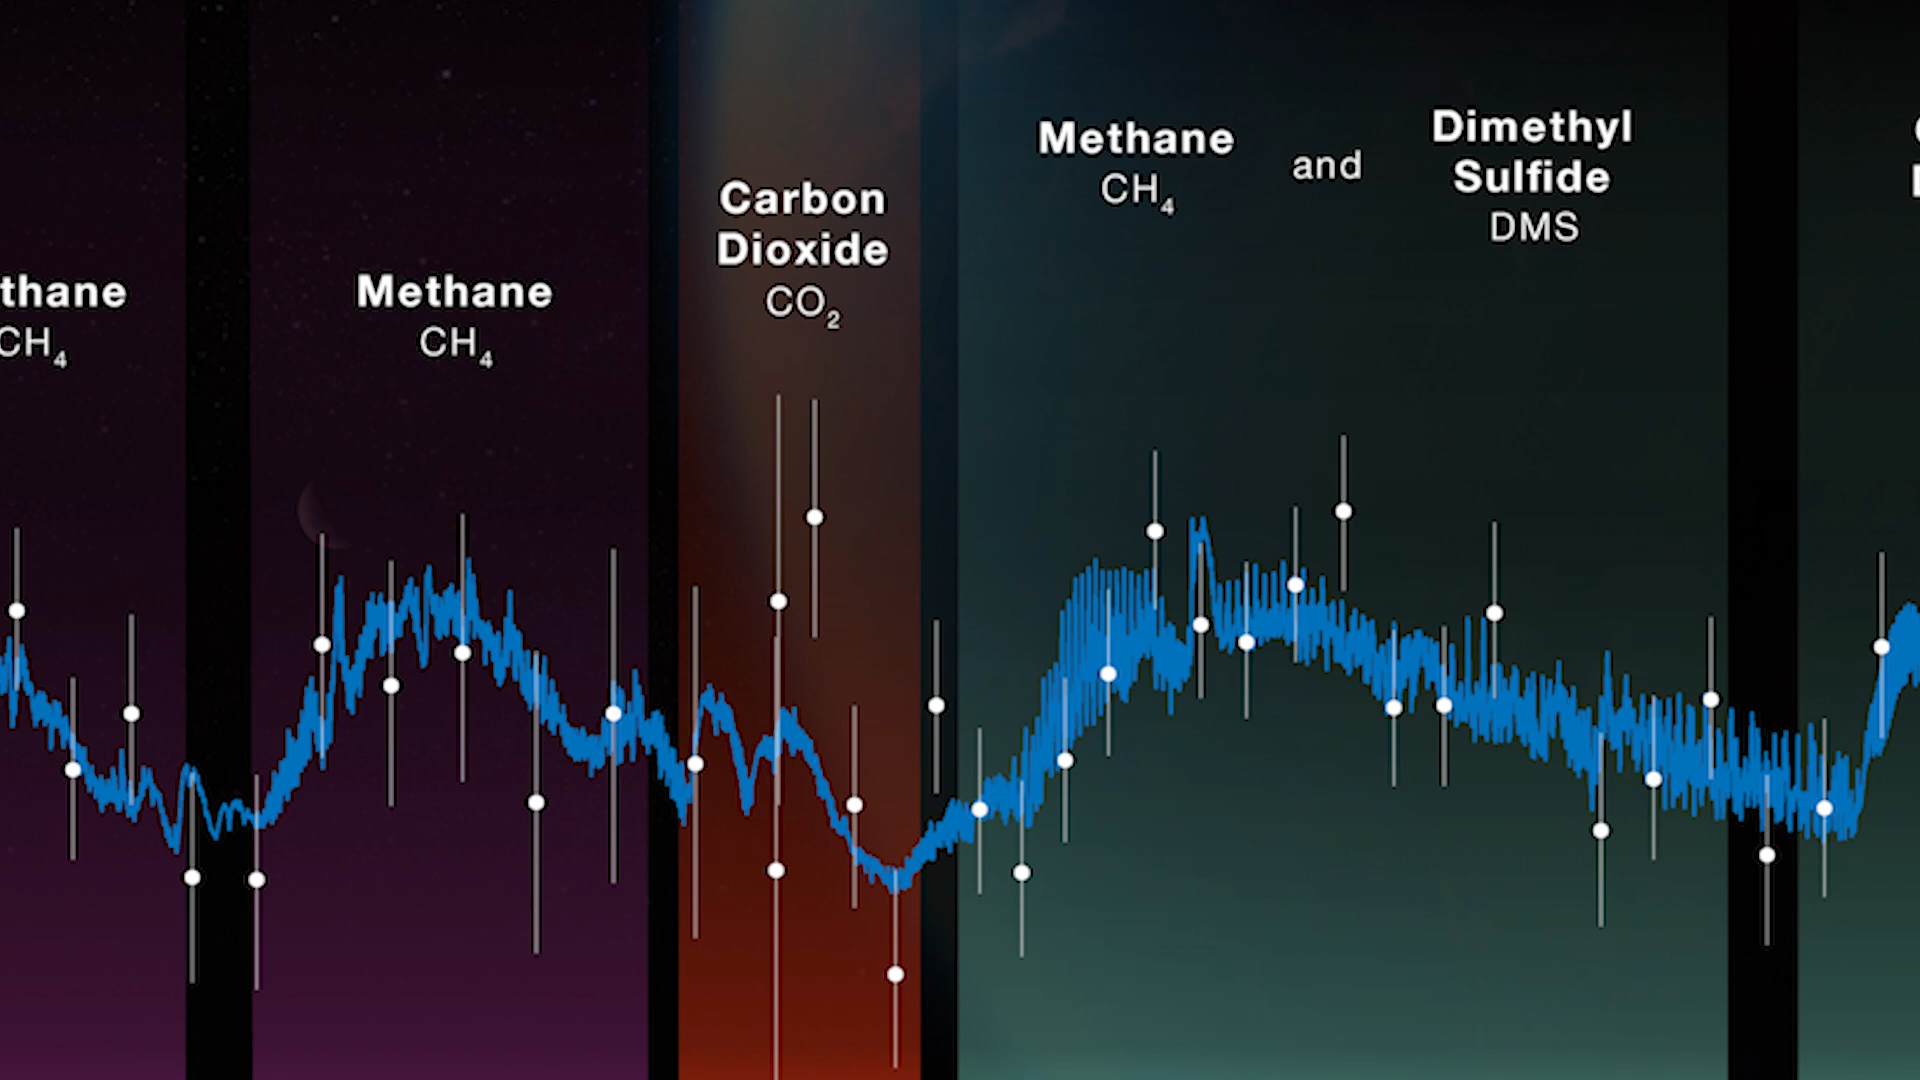 thane
CH₄
Methane
CH₄
Carbon
Dioxide
CO₂
Methane
CH₄
and
Dimethyl
Sulfide
DMS